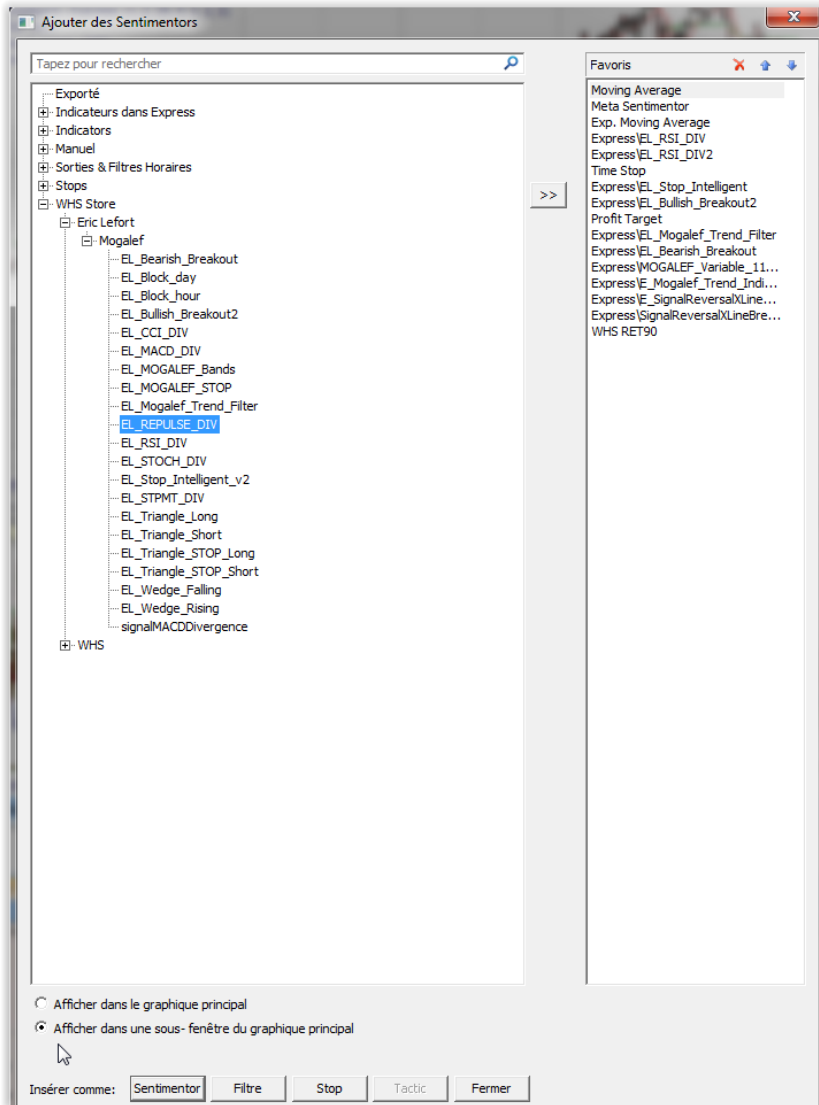 Ajouter des Sentimentors
Tapez pour rechercher
Exporté
Indicateurs dans Express
Indicators
Manuel
Sorties & Filtres Horaires
Stops
WHS Store
Eric Lefort
Mogalef
EL_Bearish_Breakout
EL_Block_day
EL_Block_hour
EL_Bullish_Breakout2
EL_CCI_DIV
EL_MACD_DIV
EL_MOGALEF_Bands
EL_MOGALEF_STOP
EL_Mogalef_Trend_Filter
EL_REPULSE_DIV
EL_RSI_DIV
EL_STOCH_DIV
EL_Stop_Intelligent_v2
EL_STPMT_DIV
EL_Triangle_Long
EL_Triangle_Short
EL_Triangle_STOP_Long
EL_Triangle_STOP_Short
EL_Wedge_Falling
EL_Wedge_Rising
signalMACDDivergence
WHS
>>
Favoris
Moving Average
Meta Sentimentor
Exp. Moving Average
Express\EL_RSI_DIV
Express\EL_RSI_DIV2
Time Stop
Express\EL_Stop_Intelligent
Express\EL_Bullish_Breakout2
Profit Target
Express\EL_Mogalef_Trend_Filter
Express\EL_Bearish_Breakout
Express\MOGALEF_Variable_11...
Express\E_Mogalef_Trend_Indi...
Express\E_SignalReversalXLine...
Express\SignalReversalXLineBre...
WHS RET90
Afficher dans le graphique principal
Afficher dans une sous- fenêtre du graphique principal
Insérer comme: Sentimentor Filtre Stop Tactic Fermer